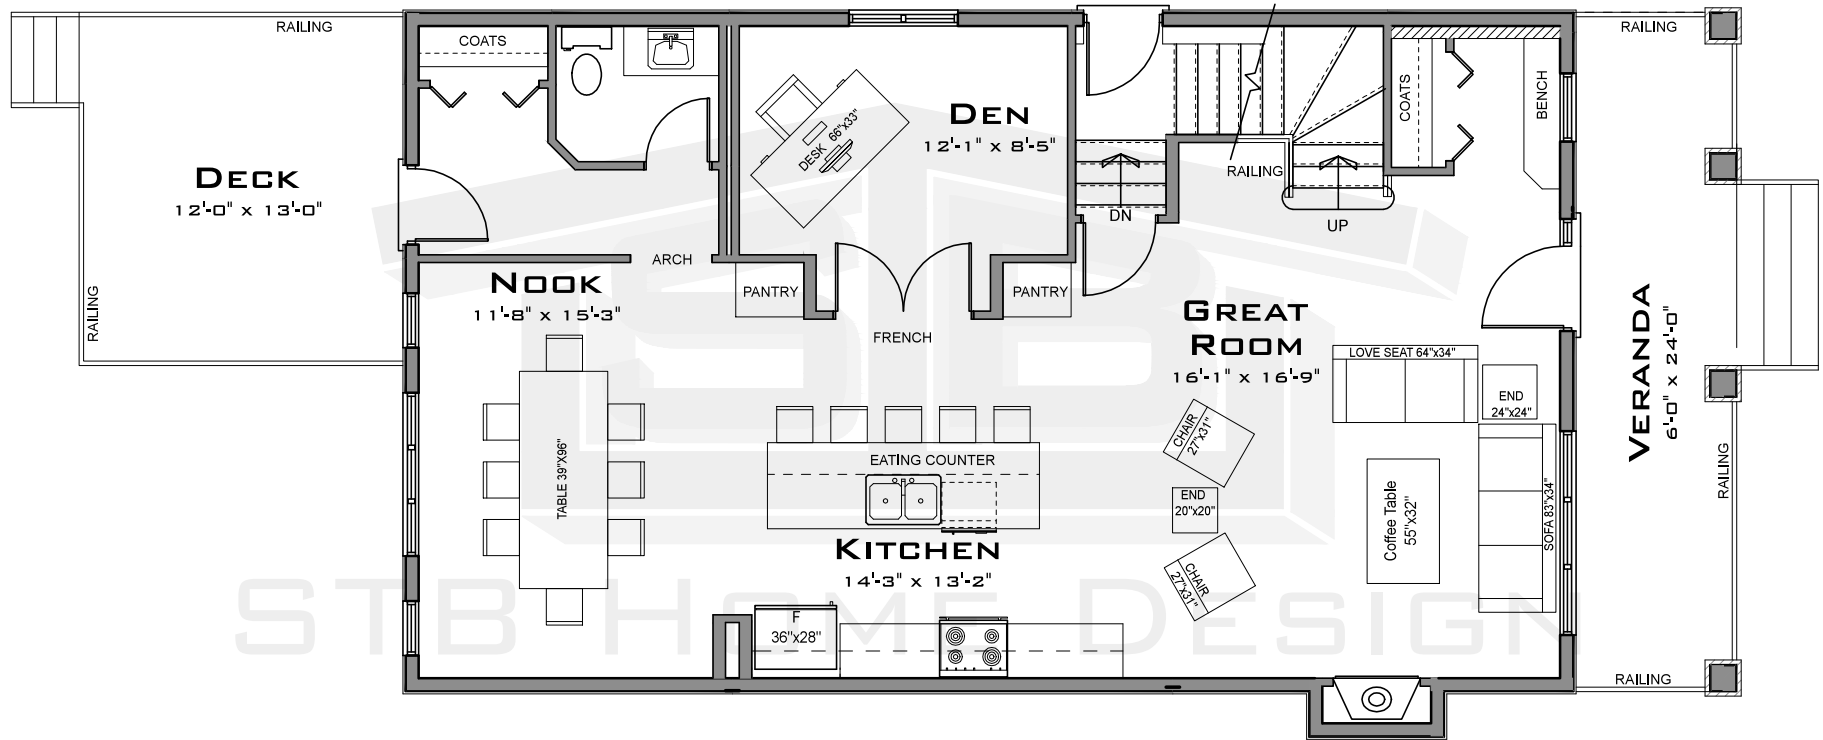 RAILING
COATS
DECK
12'-0" x 13'-0"
RAILING
ARCH
DEN
12'-1" x 8'-5"
DESK 66"x33"
PANTRY
PANTRY
FRENCH
DN
RAILING
UP
COATS
BENCH
RAILING
NOOK
11'-8" x 15'-3"
TABLE 39"X96"
EATING COUNTER
KITCHEN
14'-3" x 13'-2"
F
36"x28"
GREAT
ROOM
16'-1" x 16'-9"
LOVE SEAT 64"x34"
END
24"x24"
CHAIR
27"x31"
END
20"x20"
CHAIR
27"x31"
Coffee Table
55"x32"
SOFA 83"x34"
VERANDA
6'-0" x 24'-0"
RAILING
RAILING
STB
STB HOME DESIGN